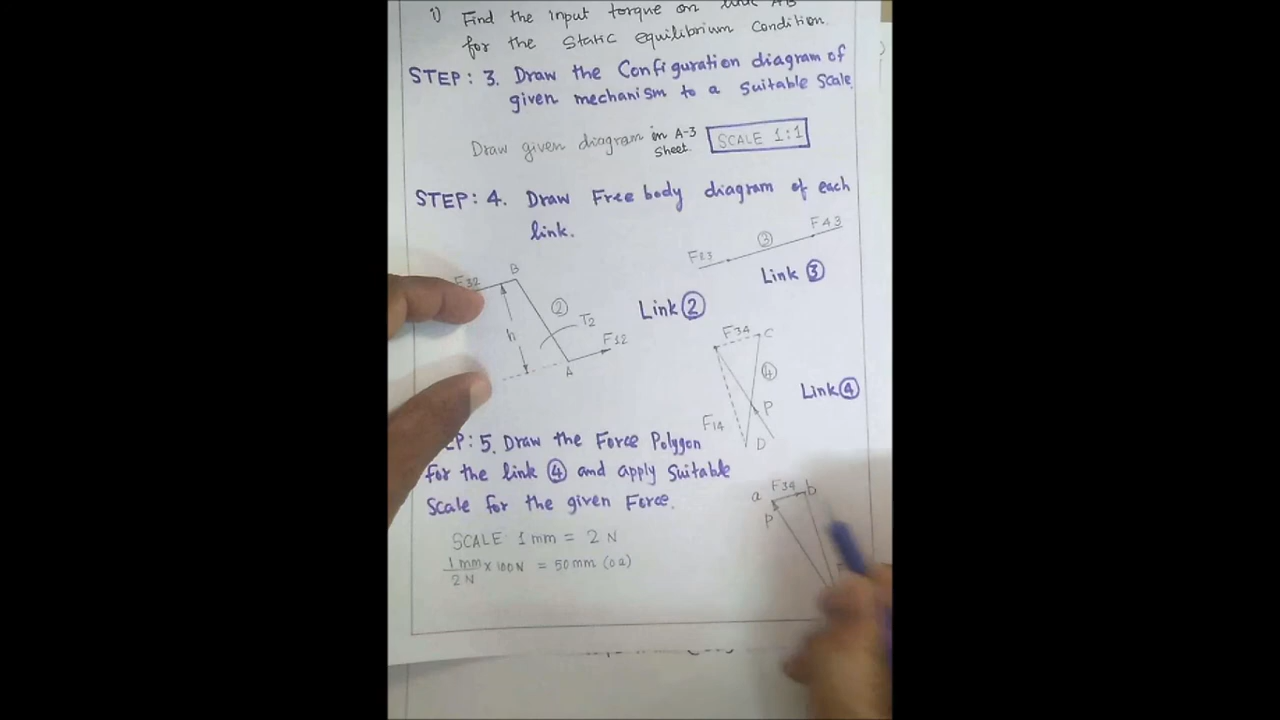 i) Find the input torque on link AB
for the static equilibrium condition.
STEP: 3. Draw the Configuration diagram of
given mechanism to a suitable Scale.
Draw given diagram in A-3
Sheet.
SCALE 1:1
STEP: 4. Draw Free body diagram of each
link.
F32
B
h
2
T2
F12
A
Link 2
3
F43
Link 3
F34
C
4
P
F14
D
Link 4
EP: 5. Draw the Force Polygon
for the link 4 and apply suitable
Scale for the given Force.
SCALE 1mm = 2 N
1mm/2N × 100N = 50mm (oa)
a
F34
b
P